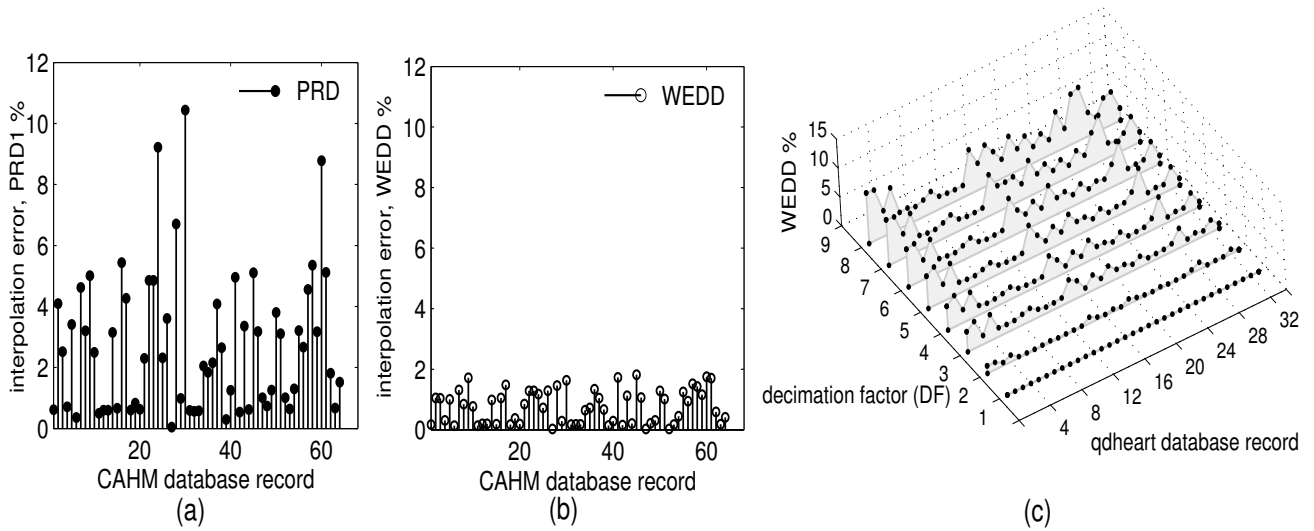 12
10
8
6
4
2
0
interpolation error, PRD1 %
PRD
20 40 60
CAHM database record
(a)
12
10
8
6
4
2
0
interpolation error, WEDD %
WEDD
20 40 60
CAHM database record
(b)
15
10
5
0
WEDD %
9
8
7
6
5
4
3
2
1
decimation factor (DF)
4 8 12 16 20 24 28 32
qdheart database record
(c)